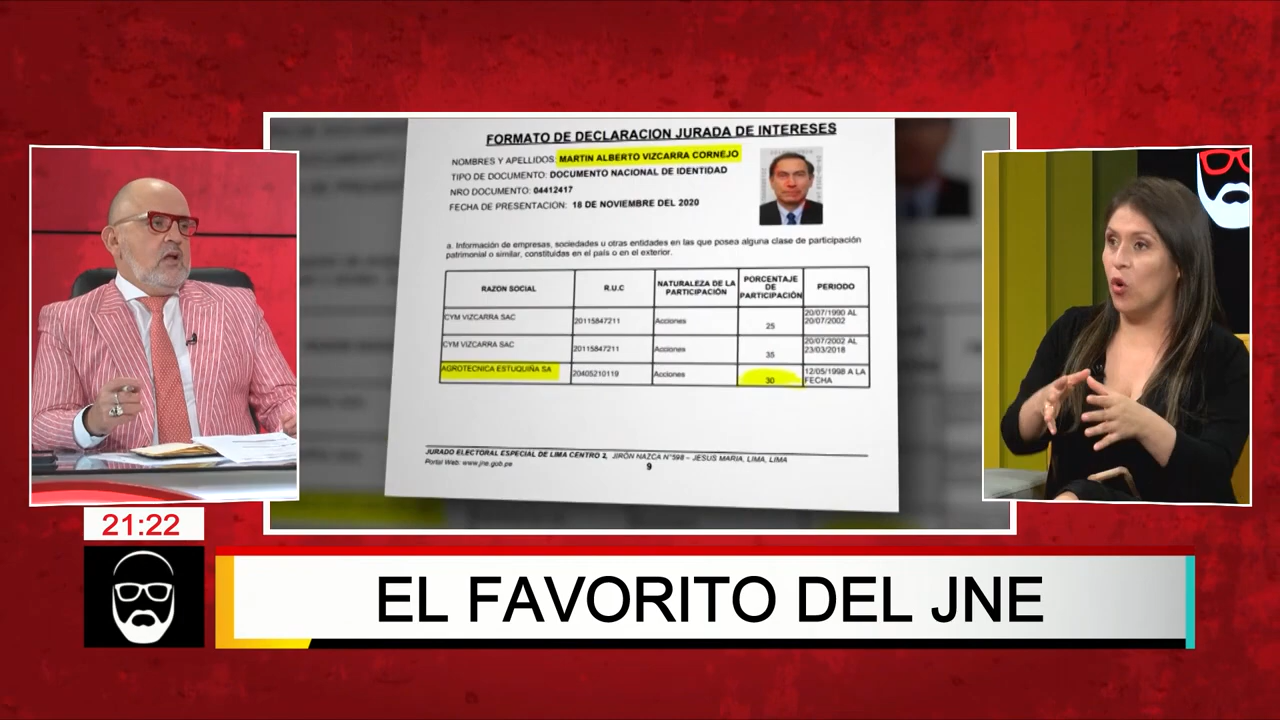 FORMATO DE DECLARACION JURADA DE INTERESES
NOMBRES Y APELLIDOS: MARTIN ALBERTO VIZCARRA CORNEJO
TIPO DE DOCUMENTO: DOCUMENTO NACIONAL DE IDENTIDAD
NRO DOCUMENTO: 04412417
FECHA DE PRESENTACION: 18 DE NOVIEMBRE DEL 2020
a. Información de empresas, sociedades u otras entidades en las que posea alguna clase de participación
patrimonial o similar, constituidas en el país o en el exterior.
RAZON SOCIAL R.U.C NATURALEZA DE LA PARTICIPACIÓN PORCENTAJE DE PARTICIPACIÓN PERIODO
CYM VIZCARRA SAC 20115847211 Acciones 25 20/07/1990 AL 20/07/2002
CYM VIZCARRA SAC 20115847211 Acciones 35 20/07/2002 AL 23/03/2018
AGROTECNICA ESTUQUIÑA SA 20405210119 Acciones 30 12/05/1998 A LA FECHA
JURADO ELECTORAL ESPECIAL DE LIMA CENTRO 2, JIRÓN NAZCA N°598 – JESUS MARIA, LIMA, LIMA
Portal Web: www.jne.gob.pe
9
21:22
EL FAVORITO DEL JNE